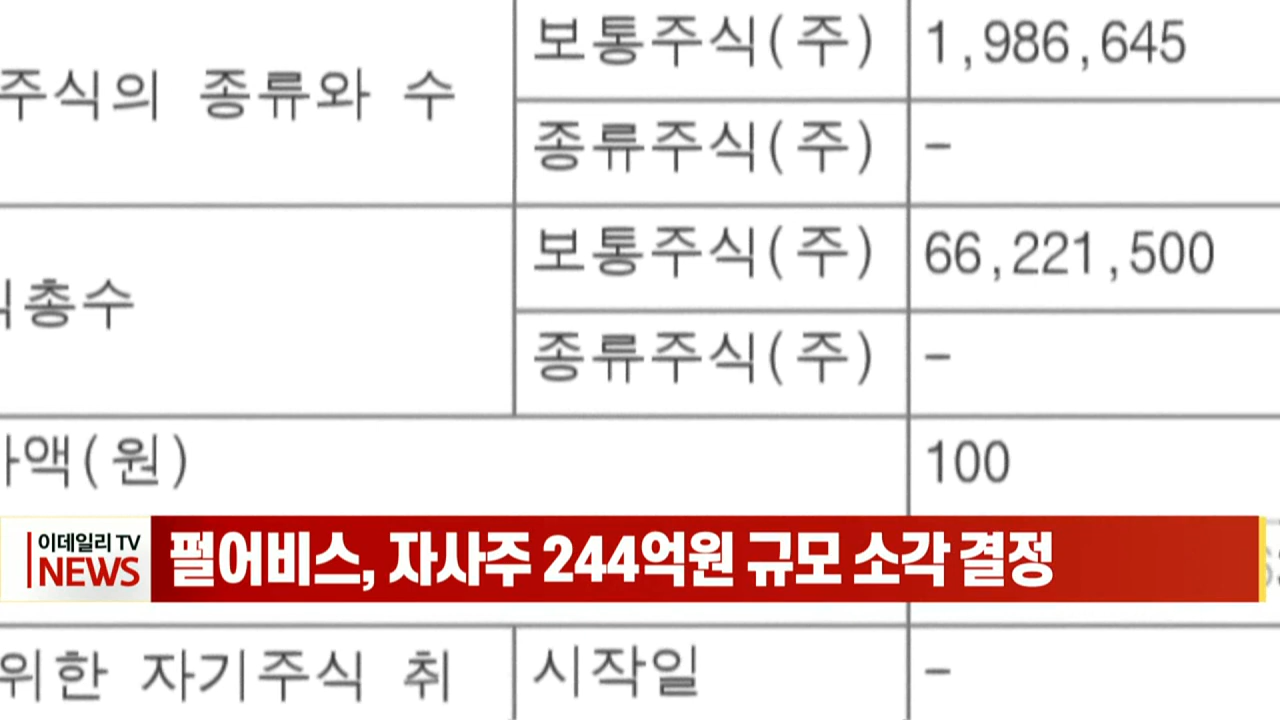 보통주식(주) 1,986,645
주식의 종류와 수
종류주식(주) -
보통주식(주) 66,221,500
총수
종류주식(주) -
액(원) 100
이데일리 TV
NEWS
펄어비스, 자사주 244억원 규모 소각 결정
위한 자기주식 취 시작일 -